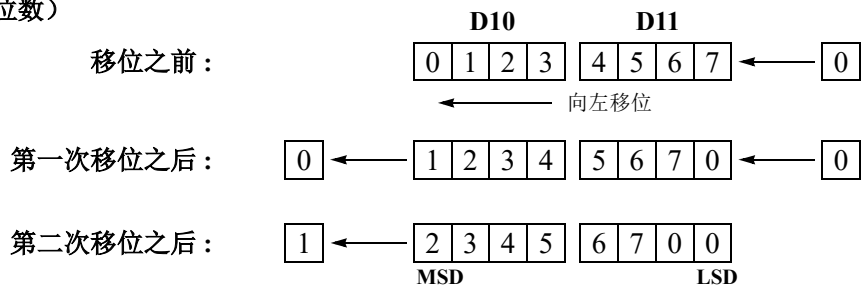 位数）
D10 D11
移位之前： 0 1 2 3 4 5 6 7 0
向左移位
第一次移位之后： 0 1 2 3 4 5 6 7 0 0
第二次移位之后： 1 2 3 4 5 6 7 0 0
MSD LSD